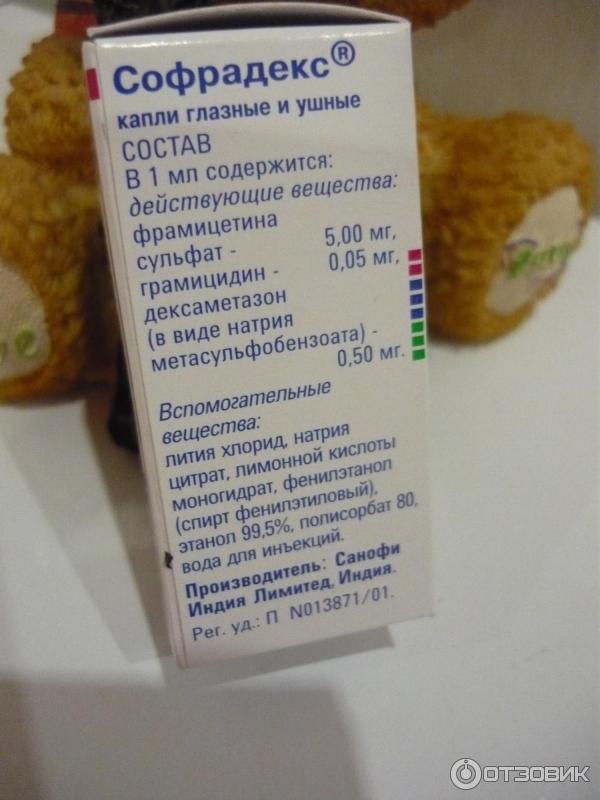 Софрадекс®
капли глазные и ушные
СОСТАВ
В 1 мл содержится:
действующие вещества:
фрамицетина
сульфат - 5,00 мг,
грамицидин - 0,05 мг,
дексаметазон
(в виде натрия
метасульфобензоата) -
0,50 мг.
Вспомогательные
вещества:
лития хлорид, натрия
цитрат, лимонной кислоты
моногидрат, фенилэтанол
(спирт фенилэтиловый),
этанол 99,5%, полисорбат 80,
вода для инъекций.
Производитель: Санофи
Индия Лимитед, Индия.
Рег. уд.: П N013871/01.
ОТЗОВИК